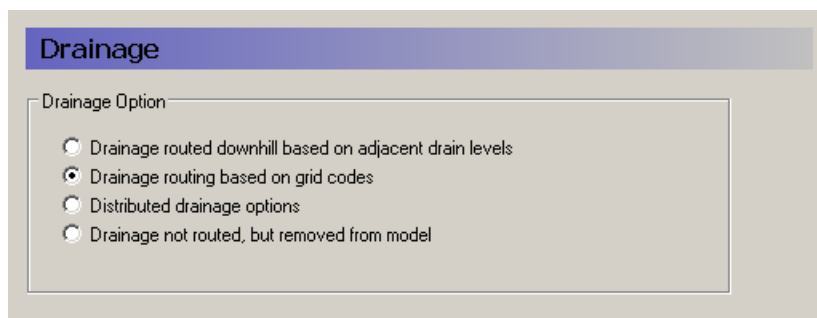 Drainage
Drainage Option
Drainage routed downhill based on adjacent drain levels
Drainage routing based on grid codes
Distributed drainage options
Drainage not routed, but removed from model